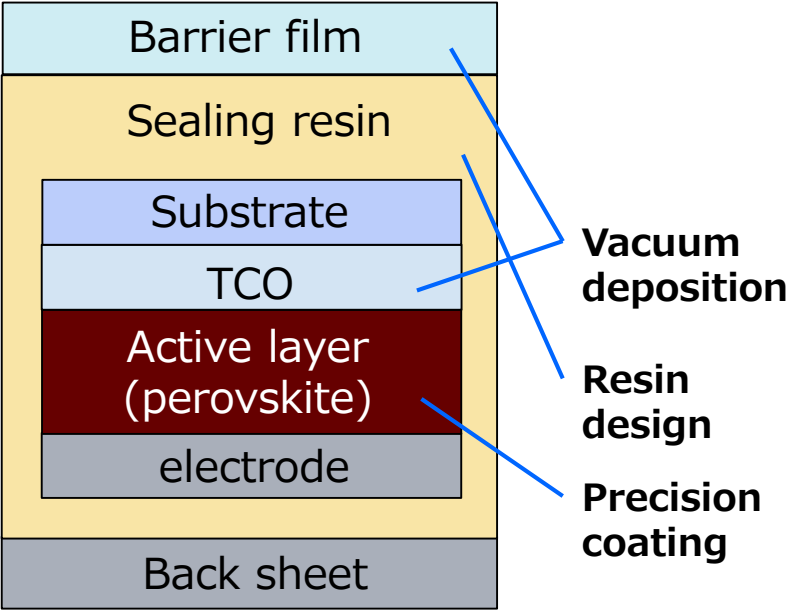 Barrier film
Sealing resin
Substrate
TCO
Active layer
(perovskite)
electrode
Back sheet
Vacuum
deposition
Resin
design
Precision
coating